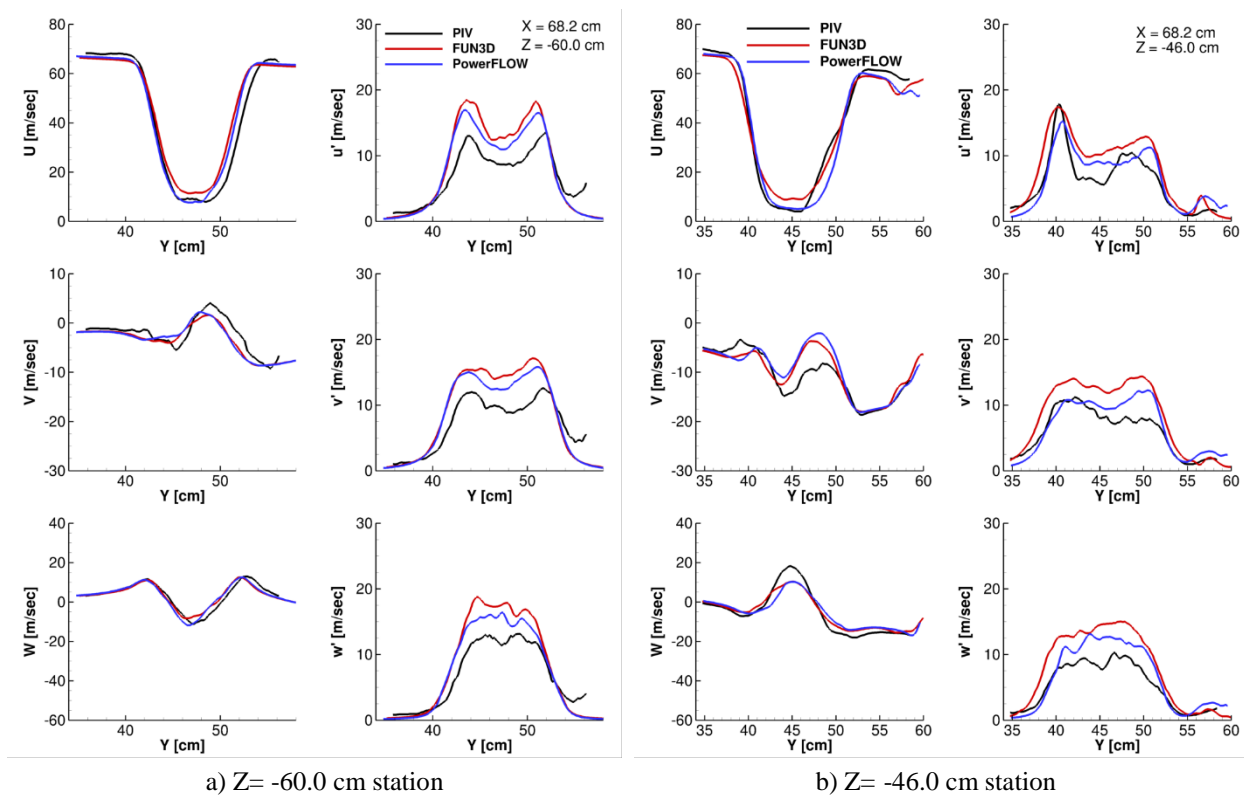 80
60
40
20
0
U [m/sec]
40
50
Y [cm]
30
20
10
0
u'[m/sec]
40
50
Y [cm]
PIV
FUN3D
PowerFLOW
X = 68.2 cm
Z = -60.0 cm
10
0
-10
-20
-30
V [m/sec]
40
50
Y [cm]
30
20
10
0
v' [m/sec]
40
50
Y [cm]
40
20
0
-20
-40
-60
W [m/sec]
40
50
Y [cm]
30
20
10
0
w' [m/sec]
40
50
Y [cm]
a) Z= -60.0 cm station
80
60
40
20
0
U [m/sec]
35 40 45 50 55 60
Y [cm]
PIV
FUN3D
PowerFLOW
30
20
10
0
u' [m/sec]
35 40 45 50 55 60
Y [cm]
X = 68.2 cm
Z = -46.0 cm
10
0
-10
-20
-30
V [m/sec]
35 40 45 50 55 60
Y [cm]
30
20
10
0
v' [m/sec]
35 40 45 50 55 60
Y [cm]
40
20
0
-20
-40
-60
W [m/sec]
35 40 45 50 55 60
Y [cm]
30
20
10
0
w' [m/sec]
35 40 45 50 55 60
Y [cm]
b) Z= -46.0 cm station